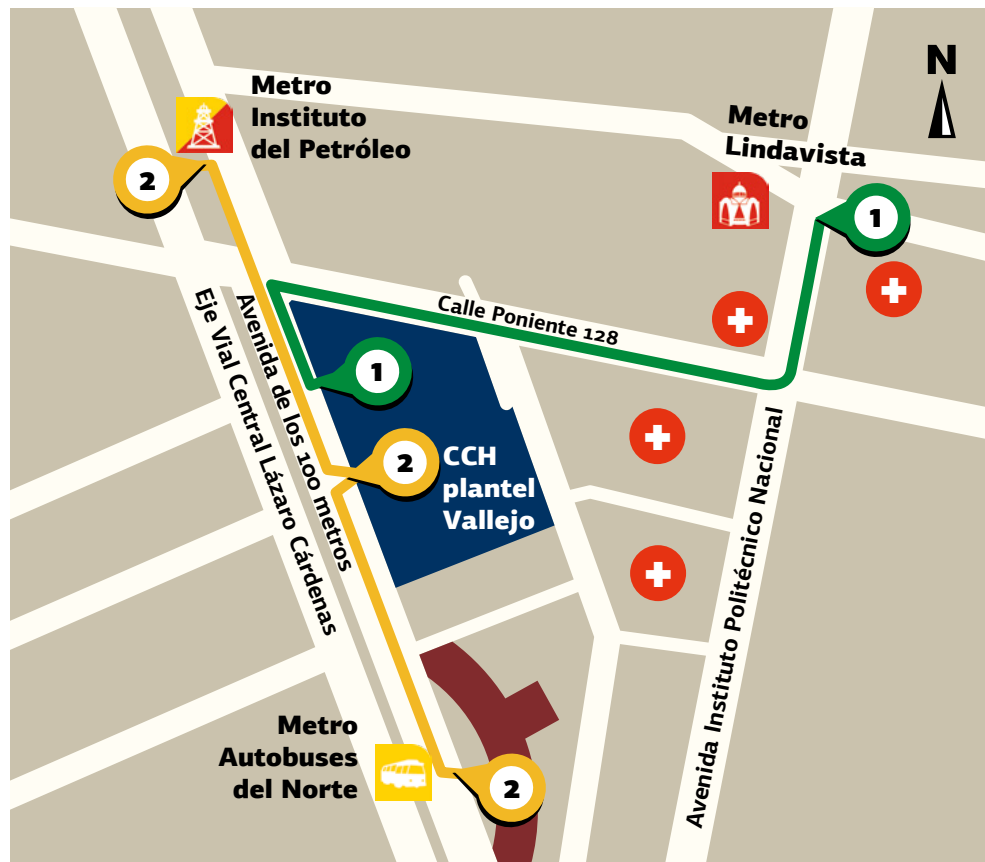 N
Metro
Instituto
del Petróleo
Metro
Lindavista
2
1
Calle Poniente 128
Eje Vial Central Lázaro Cárdenas
Avenida de los 100 metros
1
2
CCH
plantel
Vallejo
Avenida Instituto Politécnico Nacional
Metro
Autobuses
del Norte
2